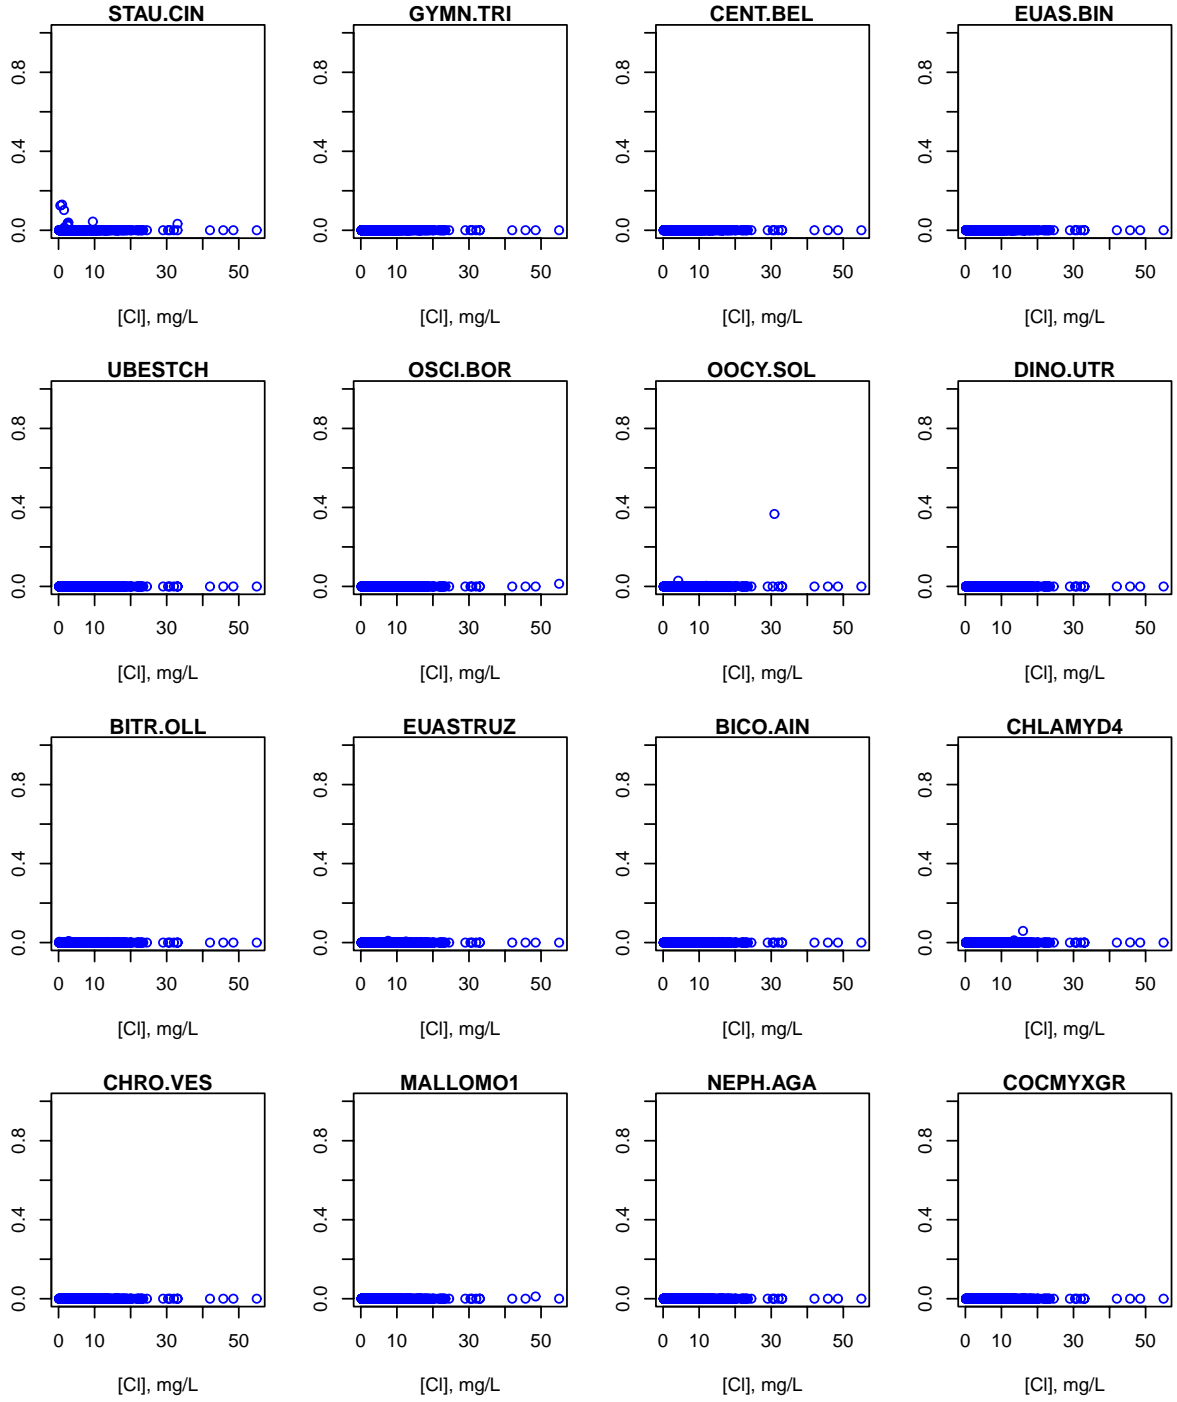 STAU.CIN GYMN.TRI CENT.BEL EUAS.BIN
0.8 0.8 0.8 0.8
0.4 0.4 0.4 0.4
0.0 0.0 0.0 0.0
0 10 30 50 0 10 30 50 0 10 30 50 0 10 30 50
[Cl], mg/L [Cl], mg/L [Cl], mg/L [Cl], mg/L
UBESTCH OSCI.BOR OOCY.SOL DINO.UTR
0.8 0.8 0.8 0.8
0.4 0.4 0.4 0.4
0.0 0.0 0.0 0.0
0 10 30 50 0 10 30 50 0 10 30 50 0 10 30 50
[Cl], mg/L [Cl], mg/L [Cl], mg/L [Cl], mg/L
BITR.OLL EUASTRUZ BICO.AIN CHLAMYD4
0.8 0.8 0.8 0.8
0.4 0.4 0.4 0.4
0.0 0.0 0.0 0.0
0 10 30 50 0 10 30 50 0 10 30 50 0 10 30 50
[Cl], mg/L [Cl], mg/L [Cl], mg/L [Cl], mg/L
CHRO.VES MALLOMO1 NEPH.AGA COCMYXGR
0.8 0.8 0.8 0.8
0.4 0.4 0.4 0.4
0.0 0.0 0.0 0.0
0 10 30 50 0 10 30 50 0 10 30 50 0 10 30 50
[Cl], mg/L [Cl], mg/L [Cl], mg/L [Cl], mg/L